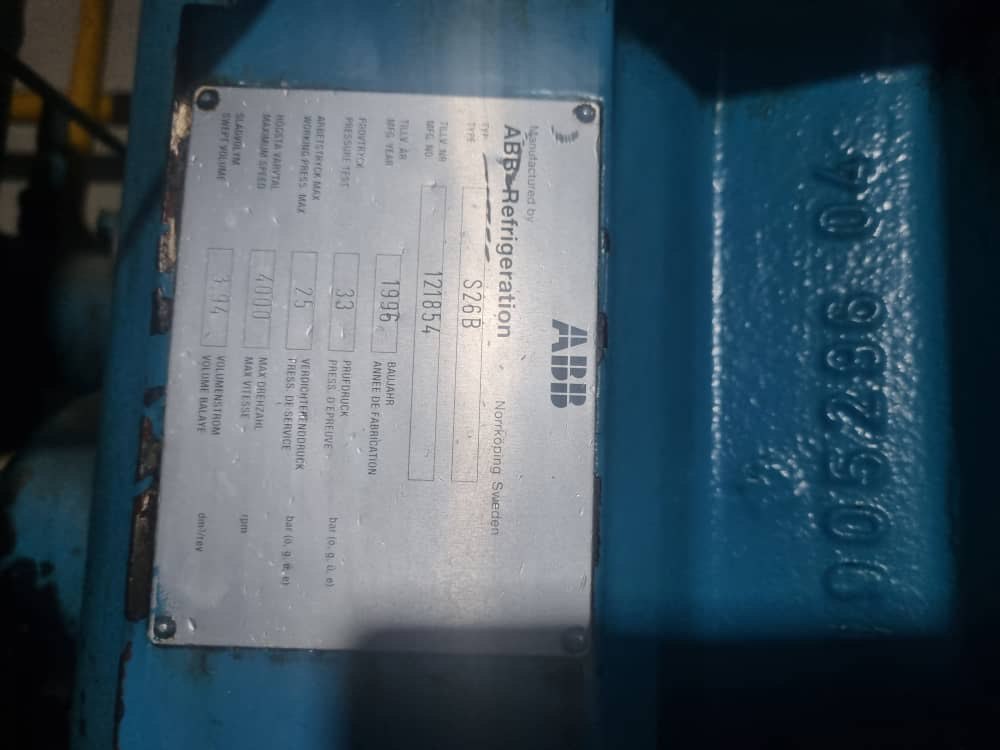 ABB
Manufactured by
ABB Refrigeration Norrköping Sweden
TYP
TYPE S26B
TILLV NR
MFG NO. 121854
TILLV ÅR
MFG YEAR 1996 BAUJAHR
ANNEE DE FABRICATION
PROVTRYCK
PRESSURE TEST 33 PRUFDRUCK
PRESS. D'EPREUVE bar (o, g, ü, e)
ARBETSTRYCK MAX
WORKING PRESS. MAX 25 VERDICHTERENDDRUCK
PRESS. DE SERVICE bar (o, g, ü, e)
HÖGSTA VARVTAL
MAXIMUM SPEED 4000 MAX DREHZAHL
MAX VITESSE rpm
SLAGVOLYM
SWEPT VOLUME 3.94 VOLUMENSTROM
VOLUME BALAYE dm³/rev